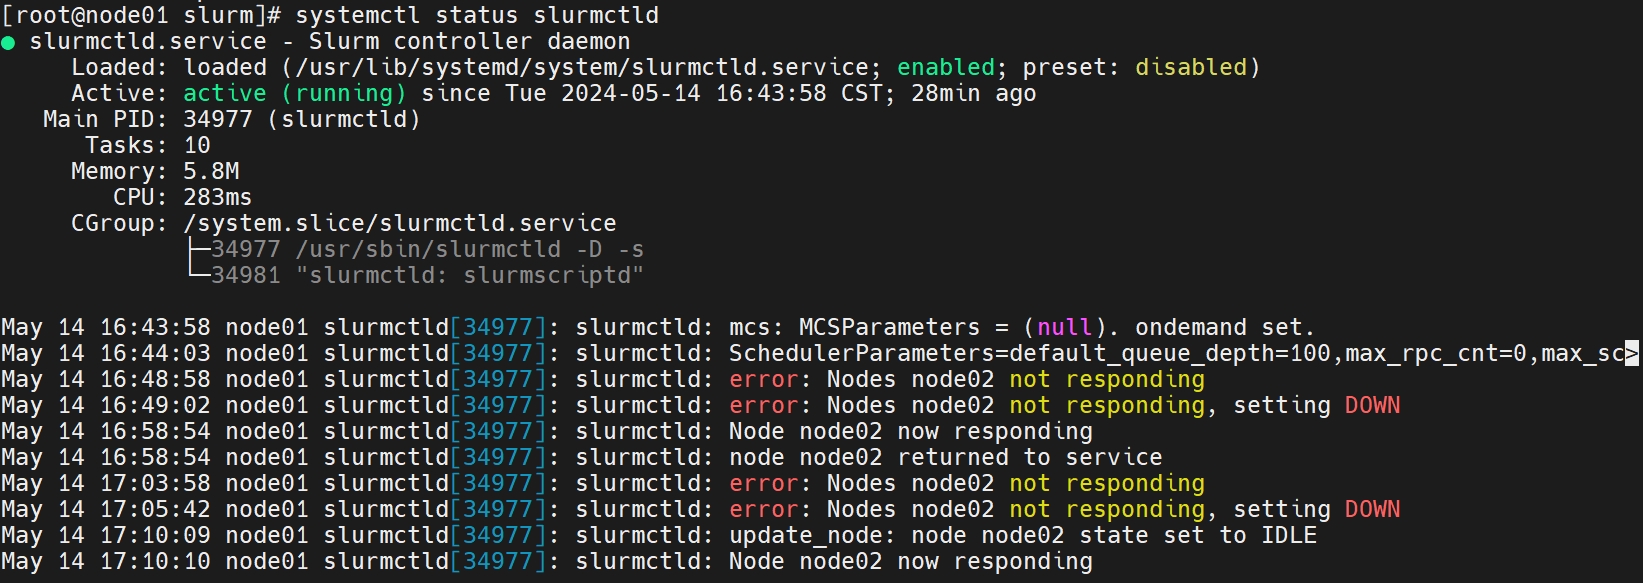 [root@node01 slurm]# systemctl status slurmctld
● slurmctld.service - Slurm controller daemon
     Loaded: loaded (/usr/lib/systemd/system/slurmctld.service; enabled; preset: disabled)
     Active: active (running) since Tue 2024-05-14 16:43:58 CST; 28min ago
   Main PID: 34977 (slurmctld)
      Tasks: 10
     Memory: 5.8M
        CPU: 283ms
     CGroup: /system.slice/slurmctld.service
             ├─34977 /usr/sbin/slurmctld -D -s
             └─34981 "slurmctld: slurmscriptd"
May 14 16:43:58 node01 slurmctld[34977]: slurmctld: mcs: MCSParameters = (null). ondemand set.
May 14 16:44:03 node01 slurmctld[34977]: slurmctld: SchedulerParameters=default_queue_depth=100,max_rpc_cnt=0,max_sc>
May 14 16:48:58 node01 slurmctld[34977]: slurmctld: error: Nodes node02 not responding
May 14 16:49:02 node01 slurmctld[34977]: slurmctld: error: Nodes node02 not responding, setting DOWN
May 14 16:58:54 node01 slurmctld[34977]: slurmctld: Node node02 now responding
May 14 16:58:54 node01 slurmctld[34977]: slurmctld: node node02 returned to service
May 14 17:03:58 node01 slurmctld[34977]: slurmctld: error: Nodes node02 not responding
May 14 17:05:42 node01 slurmctld[34977]: slurmctld: error: Nodes node02 not responding, setting DOWN
May 14 17:10:09 node01 slurmctld[34977]: slurmctld: update_node: node node02 state set to IDLE
May 14 17:10:10 node01 slurmctld[34977]: slurmctld: Node node02 now responding